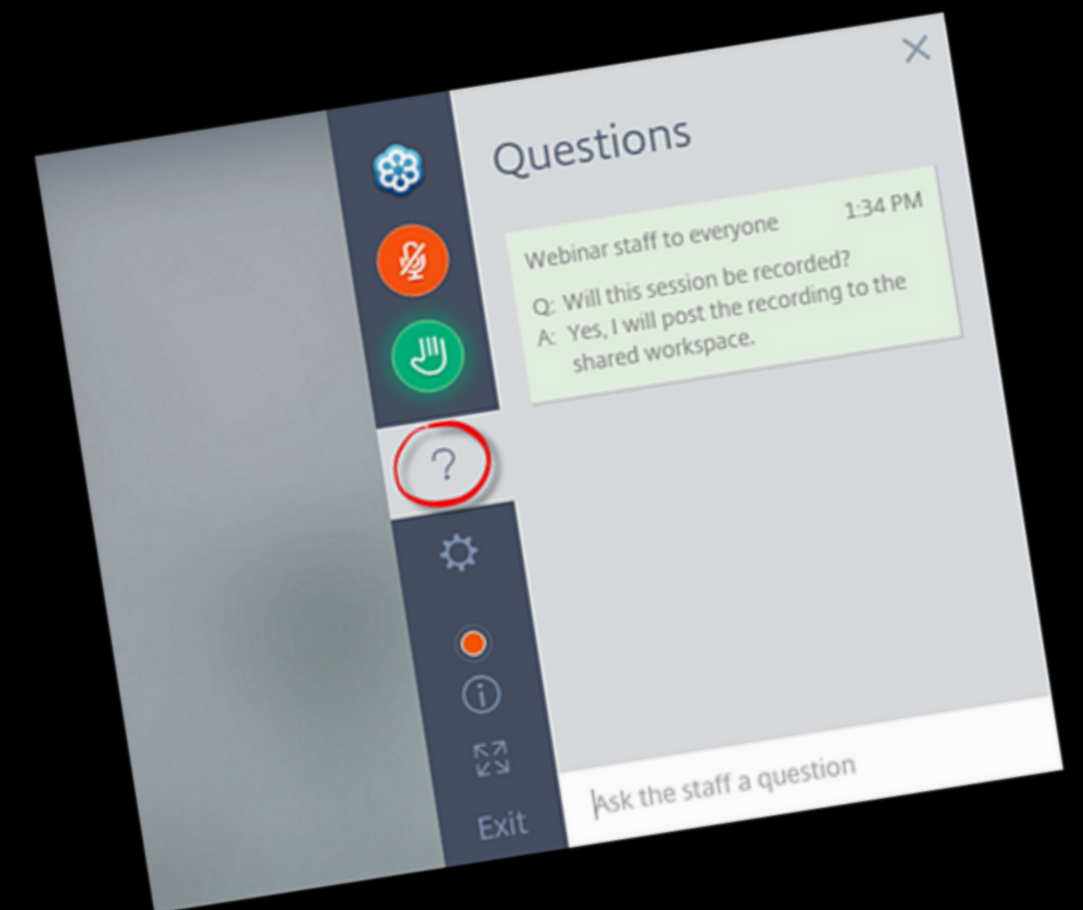 Questions
Webinar staff to everyone 1:34 PM
Q: Will this session be recorded?
A: Yes, I will post the recording to the
shared workspace.
?
Exit
Ask the staff a question